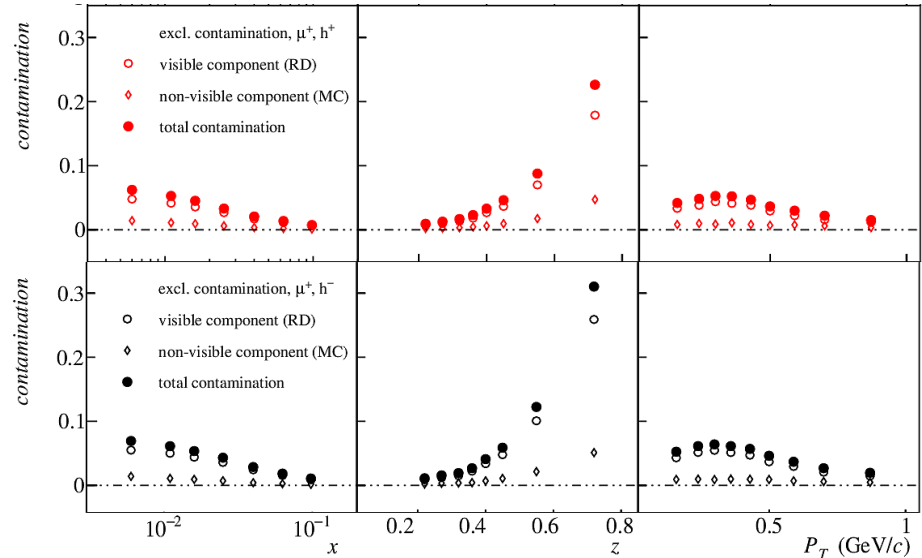 contamination
0.3
0.2
0.1
0
excl. contamination, μ⁺, h⁺
visible component (RD)
non-visible component (MC)
total contamination
contamination
0.3
0.2
0.1
0
excl. contamination, μ⁺, h⁻
visible component (RD)
non-visible component (MC)
total contamination
10⁻² 10⁻¹ 0.2 0.4 0.6 0.8 0.5 1
x z P_T (GeV/c)